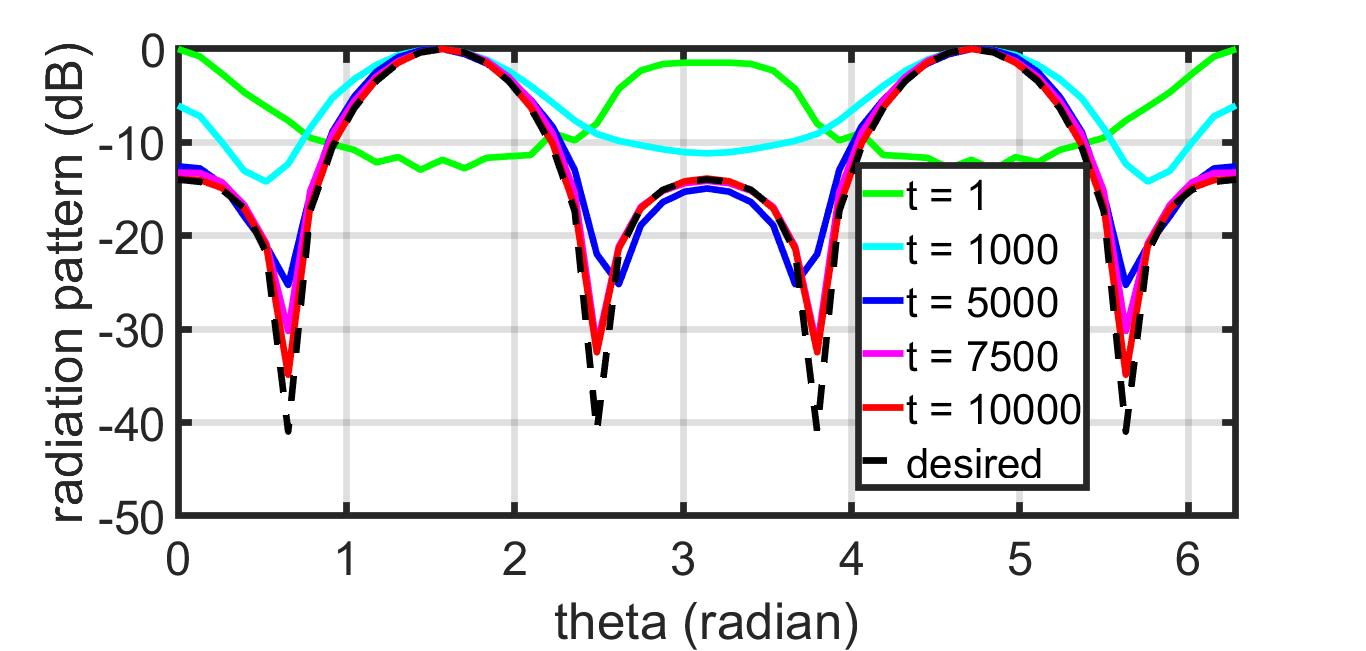 radiation pattern (dB)
0
-10
-20
-30
-40
-50
t = 1
t = 1000
t = 5000
t = 7500
t = 10000
desired
0 1 2 3 4 5 6
theta (radian)